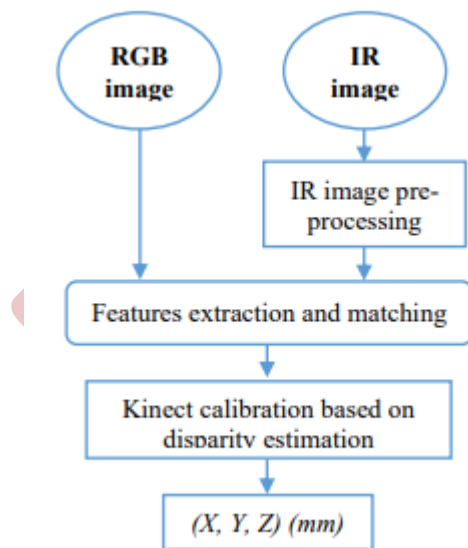 RGB
image
IR
image
IR image pre-
processing
Features extraction and matching
Kinect calibration based on
disparity estimation
(X, Y, Z) (mm)